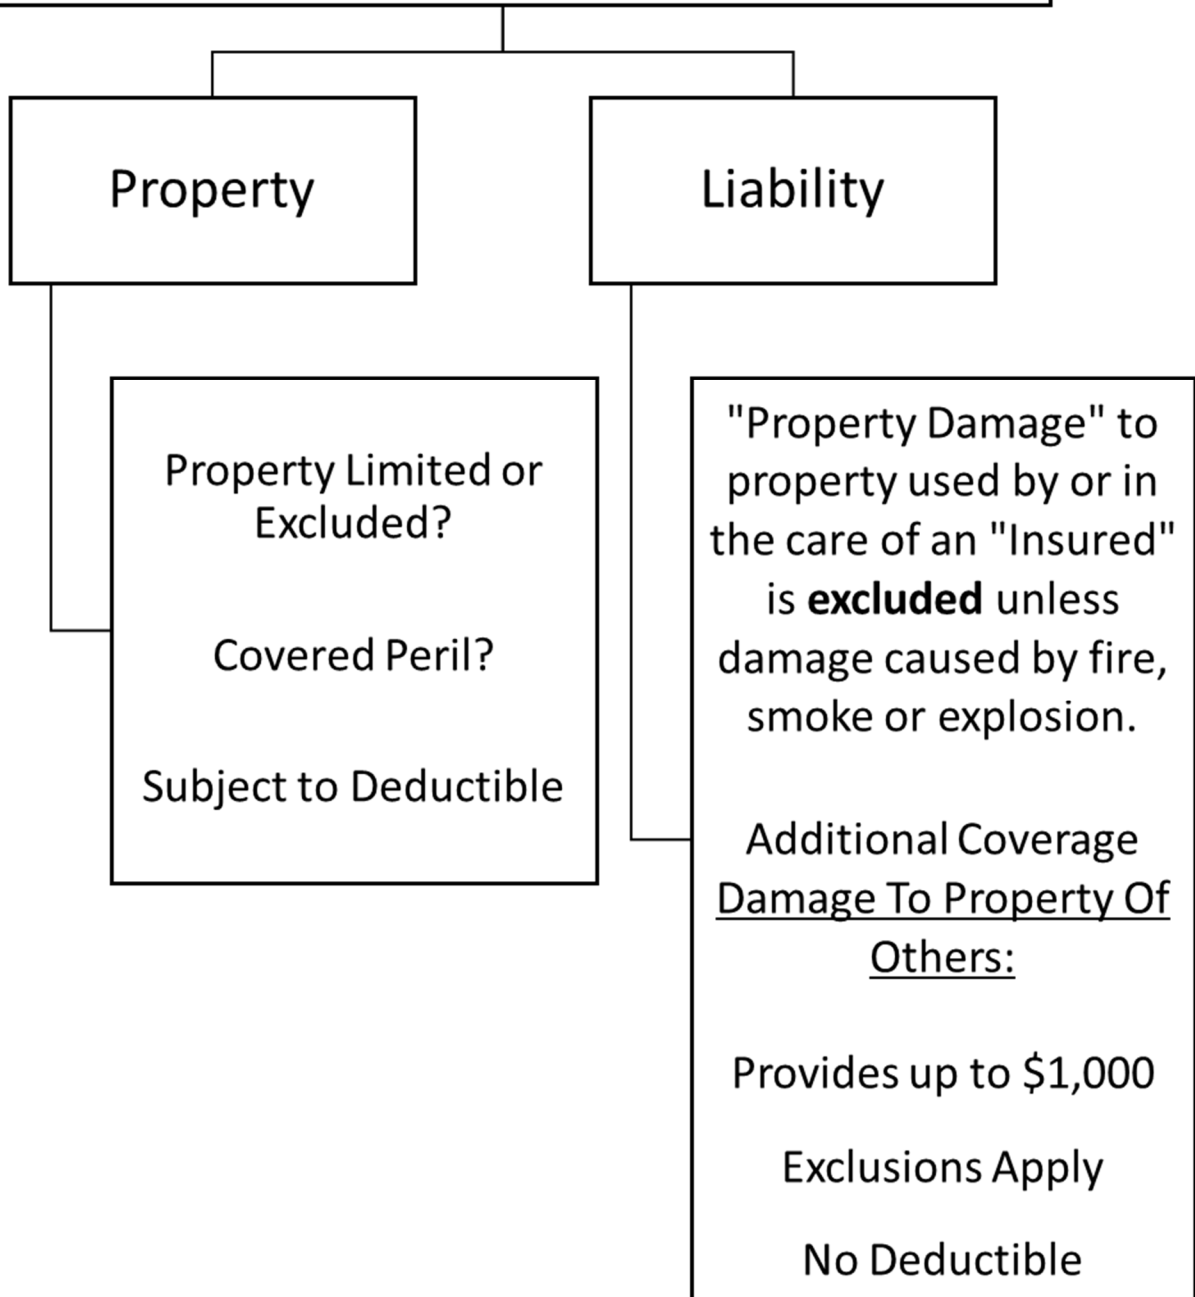 Property
Liability
Property Limited or
Excluded?
Covered Peril?
Subject to Deductible
"Property Damage" to
property used by or in
the care of an "Insured"
is excluded unless
damage caused by fire,
smoke or explosion.
Additional Coverage
Damage To Property Of
Others:
Provides up to $1,000
Exclusions Apply
No Deductible